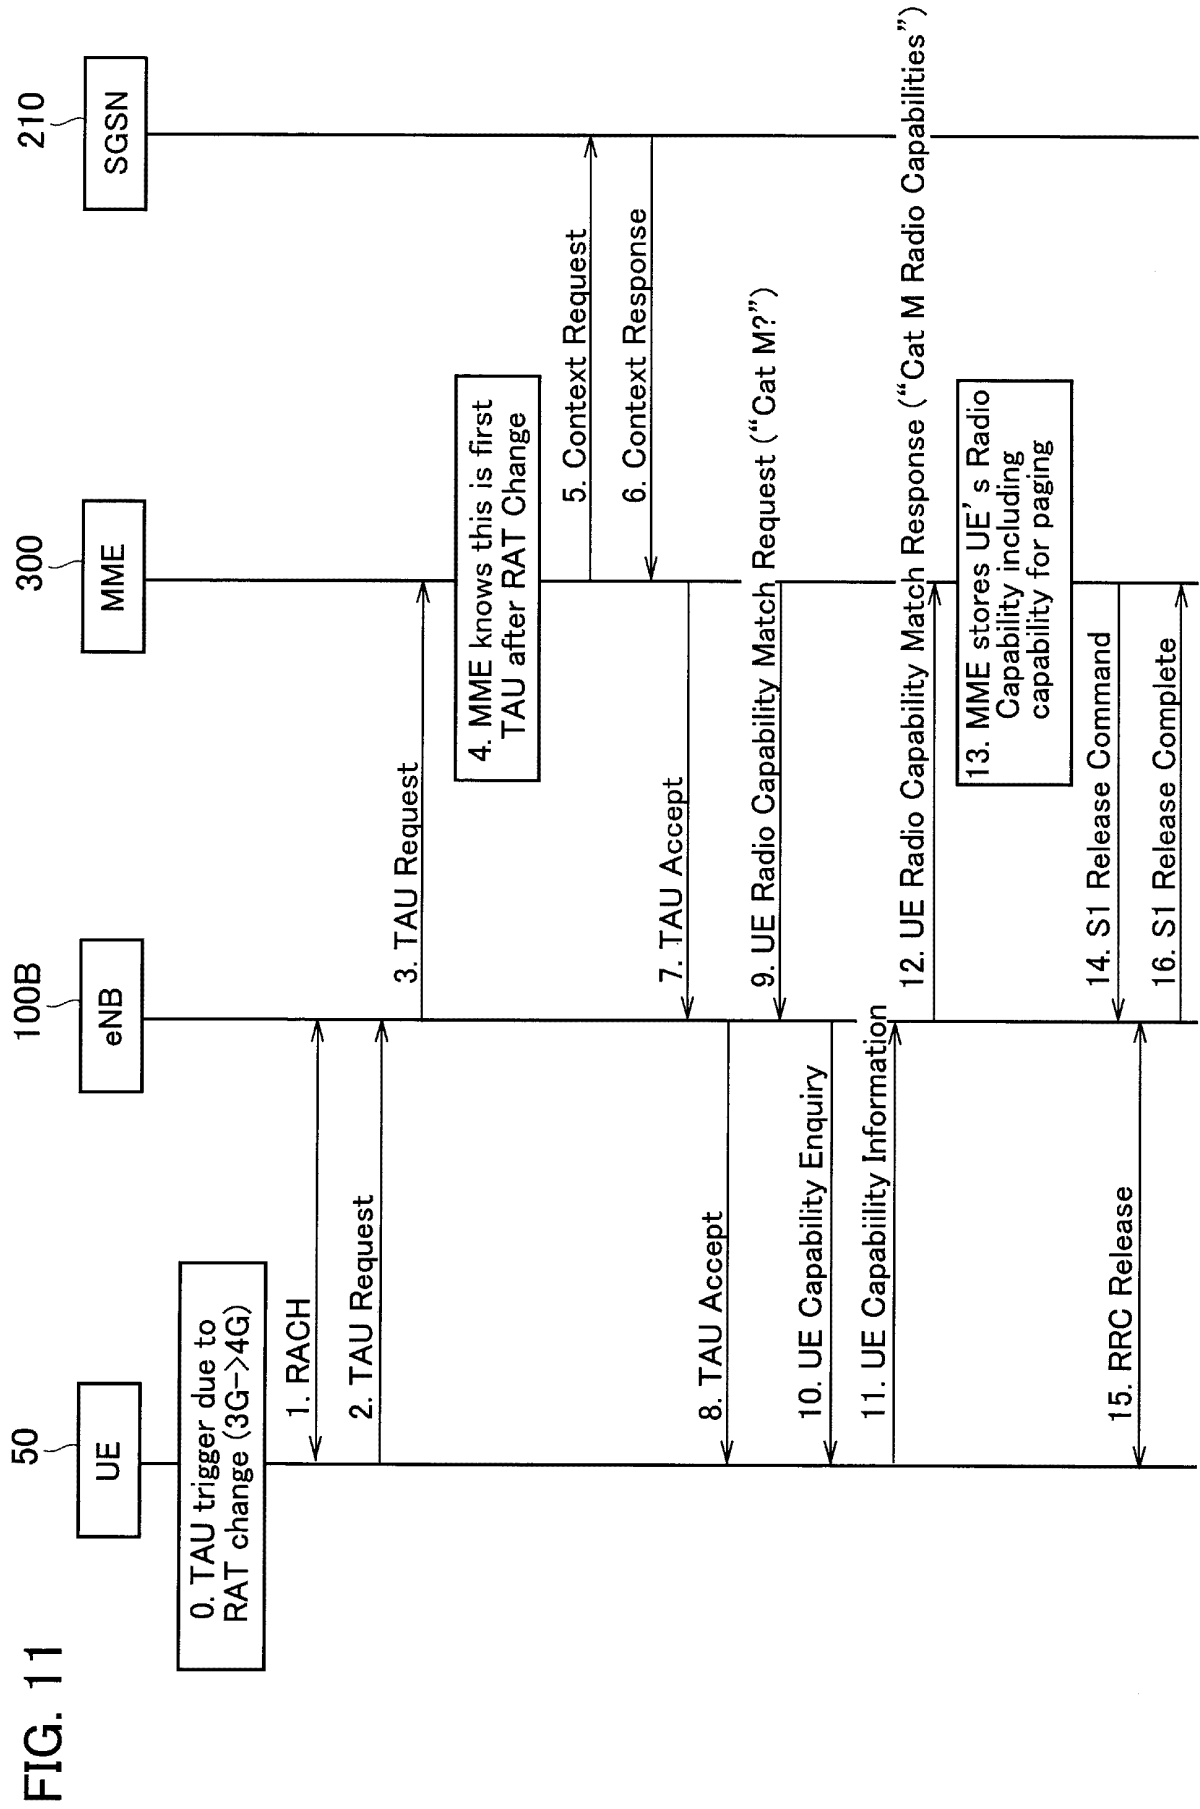 FIG. 11
50
100B
300
210
UE
eNB
MME
SGSN
0. TAU trigger due to
RAT change (3G->4G)
1. RACH
2. TAU Request
3. TAU Request
4. MME knows this is first
TAU after RAT Change
5. Context Request
6. Context Response
7. TAU Accept
8. TAU Accept
9. UE Radio Capability Match Request (“Cat M?”)
10. UE Capability Enquiry
11. UE Capabiility Information
12. UE Radio Capability Match Response (“Cat M Radio Capabilities”)
13. MME stores UE's Radio
Capability including
capability for paging
14. S1 Release Command
15. RRC Release
16. S1 Release Complete